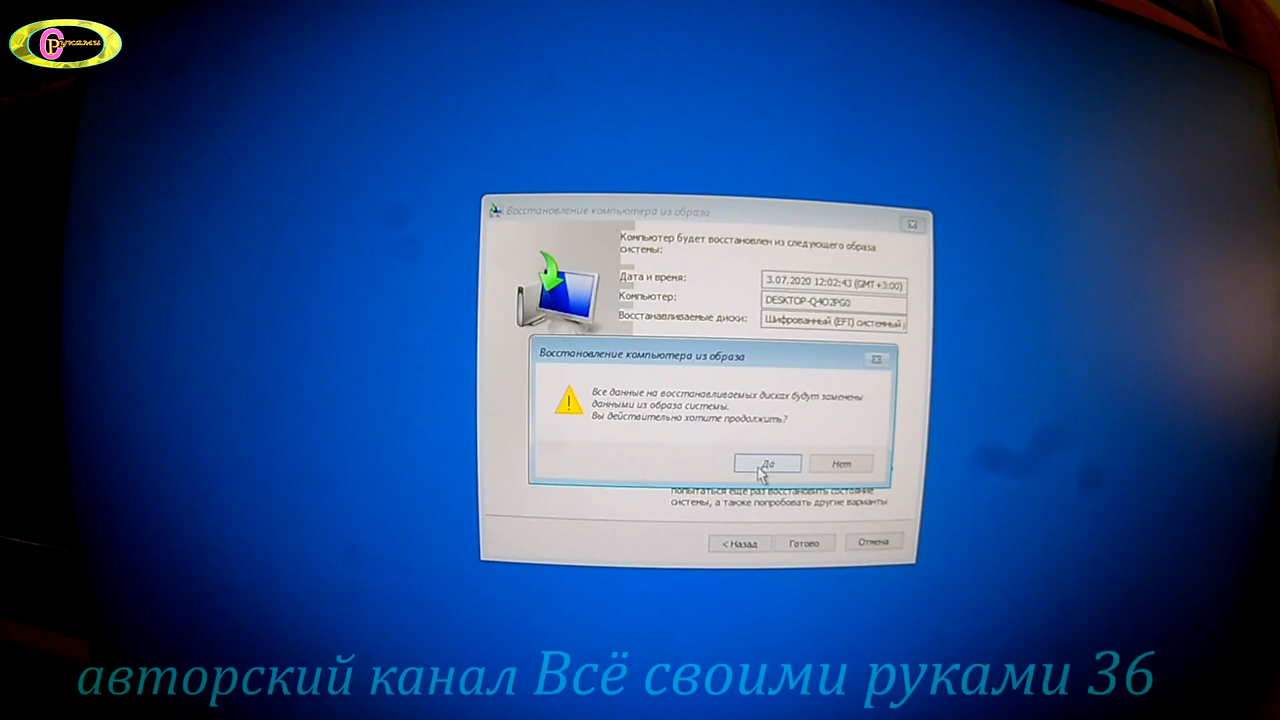 С Руками
Восстановление компьютера из образа
Компьютер будет восстановлен из следующего образа
системы:
Дата и время:
3.07.2020 12:02:43 (GMT+3:00)
Компьютер:
DESKTOP-Q4O2PG0
Восстанавливаемые диски:
Шифрованный (EFI) системный
Восстановление компьютера из образа
Все данные на восстанавливаемых дисках будут заменены
данными из образа системы.
Вы действительно хотите продолжить?
Да
Нет
попытаться еще раз восстановить состояние
системы, а также попробовать другие варианты
< Назад
Готово
Отмена
авторский канал Всё своими руками 36